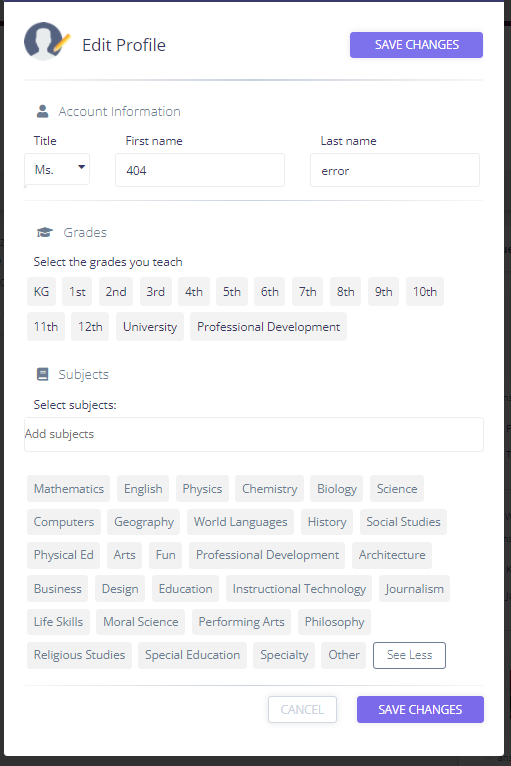 Edit Profile SAVE CHANGES
Account Information
Title First name Last name
Ms. 404 error
Grades
Select the grades you teach
KG 1st 2nd 3rd 4th 5th 6th 7th 8th 9th 10th
11th 12th University Professional Development
Subjects
Select subjects:
Add subjects
Mathematics English Physics Chemistry Biology Science
Computers Geography World Languages History Social Studies
Physical Ed Arts Fun Professional Development Architecture
Business Design Education Instructional Technology Journalism
Life Skills Moral Science Performing Arts Philosophy
Religious Studies Special Education Specialty Other See Less
CANCEL SAVE CHANGES